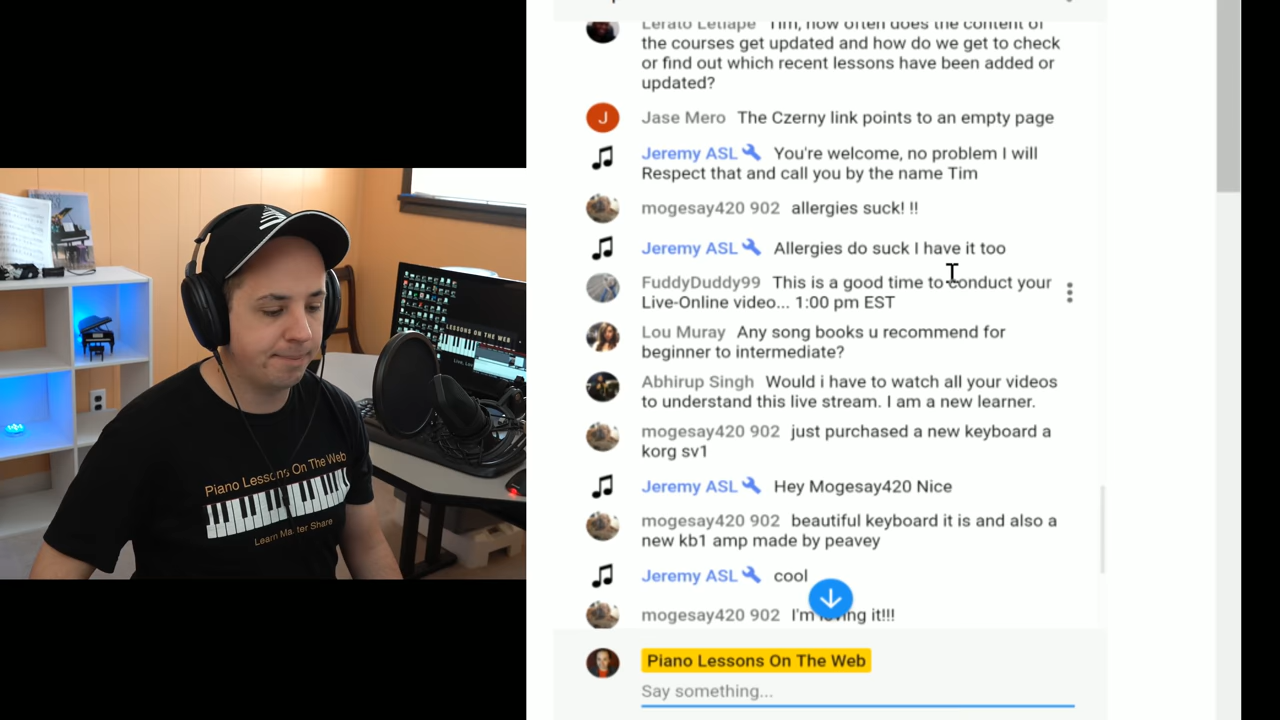 Lerato Letlape Tim, how often does the content of
the courses get updated and how do we get to check
or find out which recent lessons have been added or
updated?
J Jase Mero The Czerny link points to an empty page
Jeremy ASL You're welcome, no problem I will
Respect that and call you by the name Tim
mogesay420 902 allergies suck! !!
Jeremy ASL Allergies do suck I have it too
FuddyDuddy99 This is a good time to conduct your
Live-Online video... 1:00 pm EST
Lou Muray Any song books u recommend for
beginner to intermediate?
Abhirup Singh Would i have to watch all your videos
to understand this live stream. I am a new learner.
mogesay420 902 just purchased a new keyboard a
korg sv1
Jeremy ASL Hey Mogesay420 Nice
mogesay420 902 beautiful keyboard it is and also a
new kb1 amp made by peavey
Jeremy ASL cool
mogesay420 902 I'm loving it!!!
Piano Lessons On The Web
Say something...
LESSONS ON THE WEB
Piano Lessons On The Web
Learn Master Share